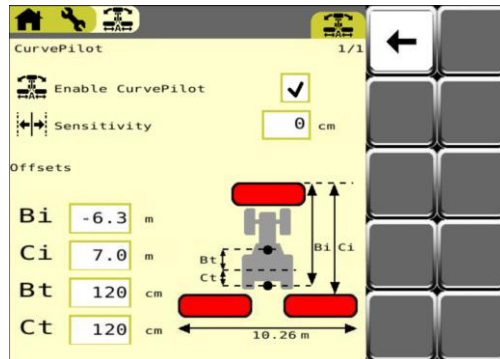 CurvePilot 1/1
Enable CurvePilot
Sensitivity 0 cm
Offsets
Bi -6.3 m
Ci 7.0 m
Bt 120 cm
Ct 120 cm
A
A
A
Bt
Ct
Bi Ci
10.26 m